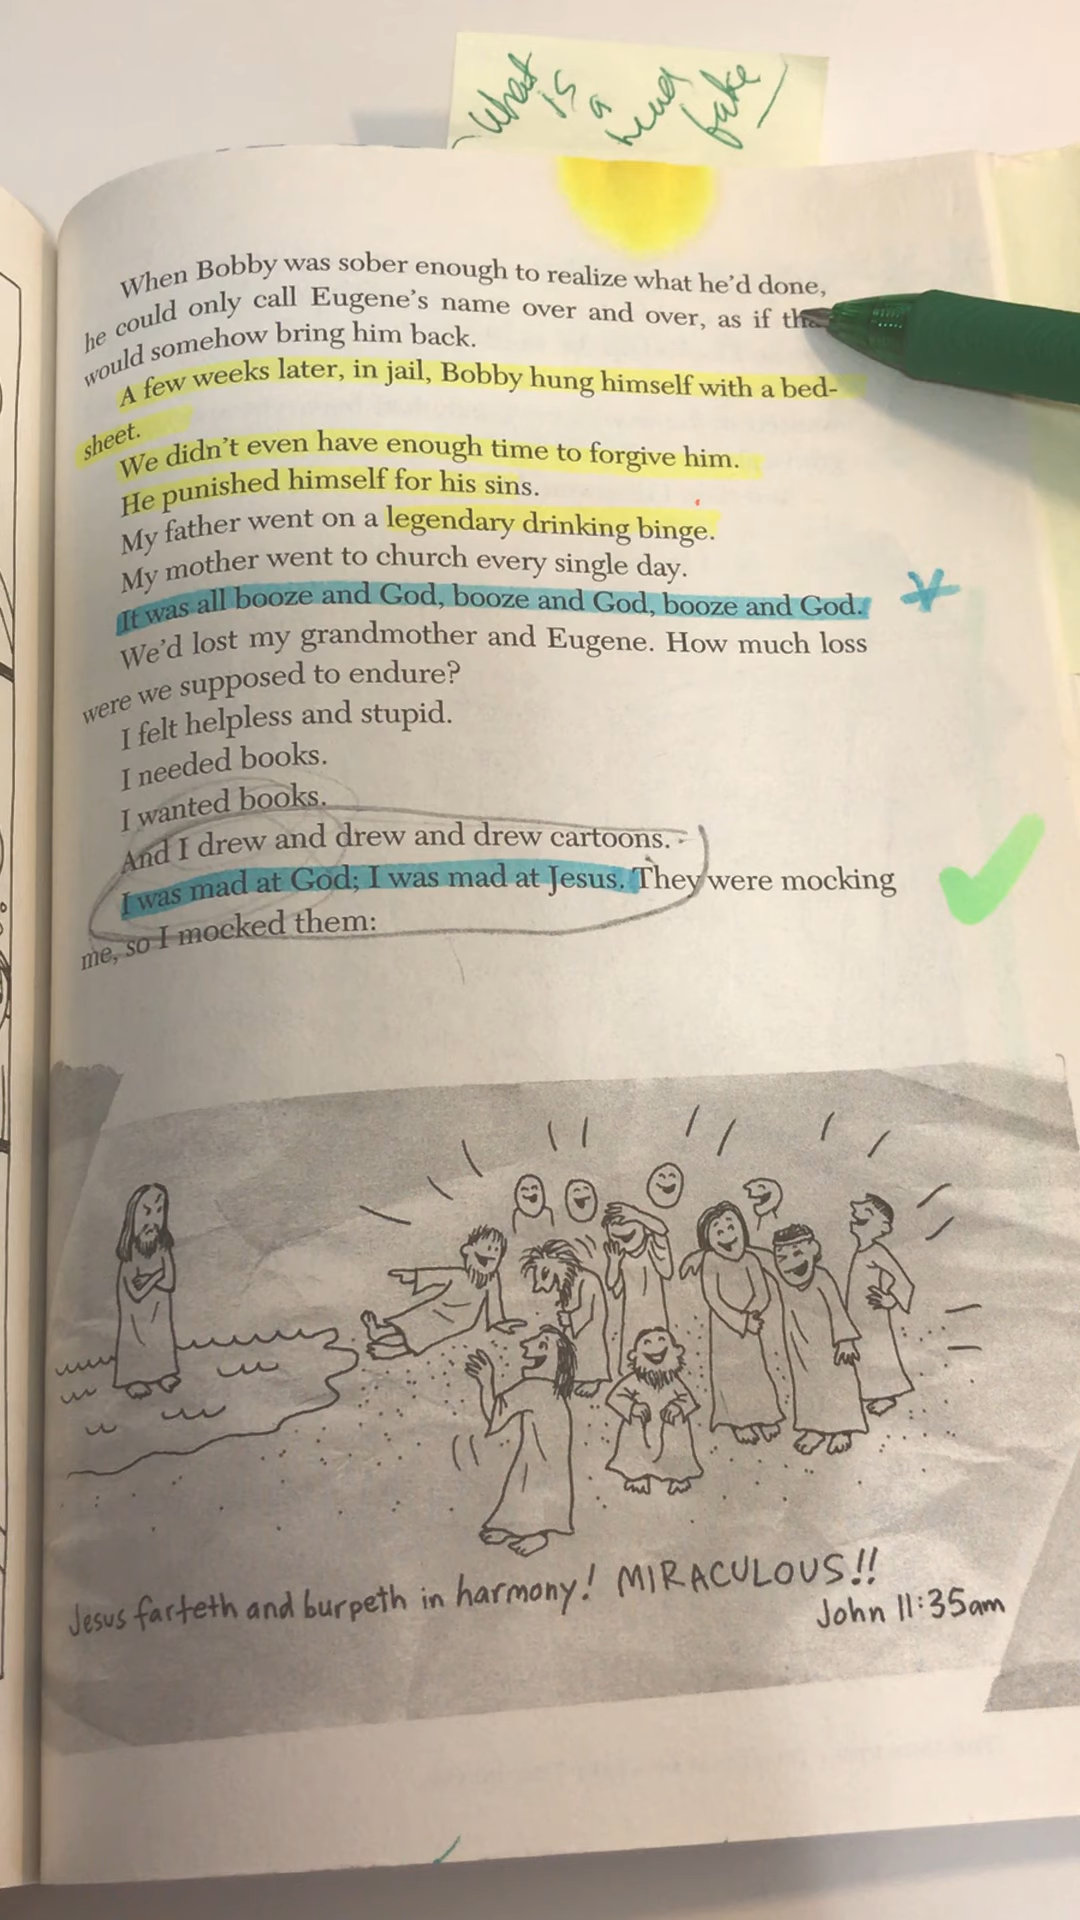 What is a head fake
When Bobby was sober enough to realize what he'd done,
he could only call Eugene's name over and over, as if
would somehow bring him back.
A few weeks later, in jail, Bobby hung himself with a bed-
sheet.
We didn't even have enough time to forgive him.
He punished himself for his sins.
My father went on a legendary drinking binge.
My mother went to church every single day.
It was all booze and God, booze and God, booze and God.
We'd lost my grandmother and Eugene. How much loss
were we supposed to endure?
I felt helpless and stupid.
I needed books.
I wanted books.
And I drew and drew and drew cartoons.
I was mad at God; I was mad at Jesus. They were mocking
me, so I mocked them:
Jesus farteth and burpeth in harmony! MIRACULOUS!!
John 11:35am